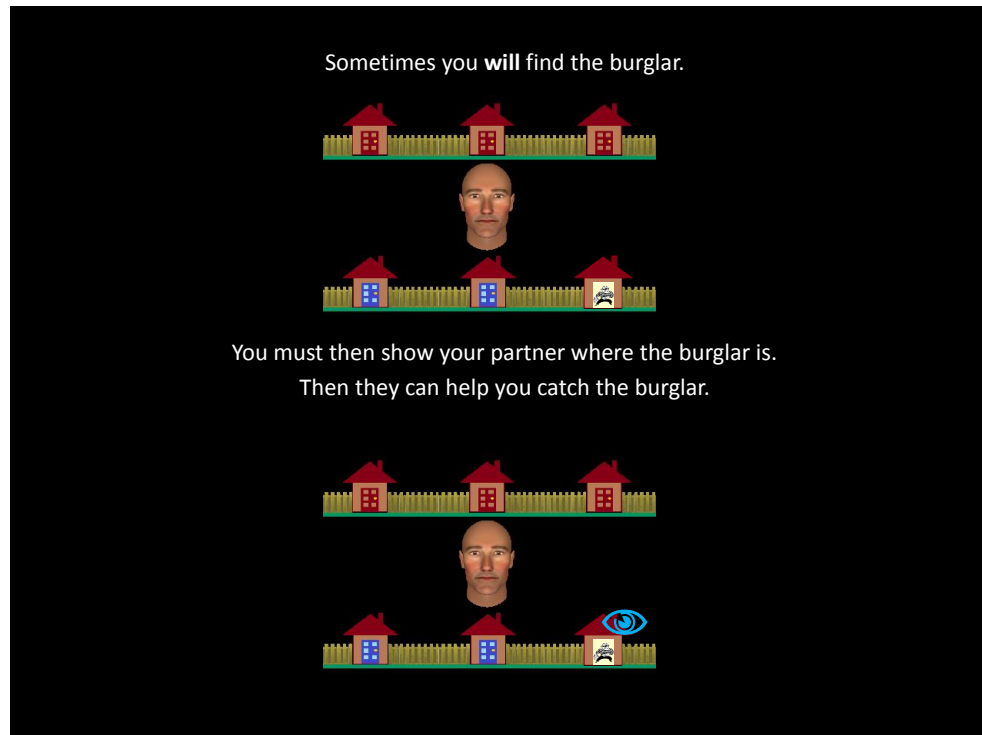 Sometimes you will find the burglar.
You must then show your partner where the burglar is.
Then they can help you catch the burglar.